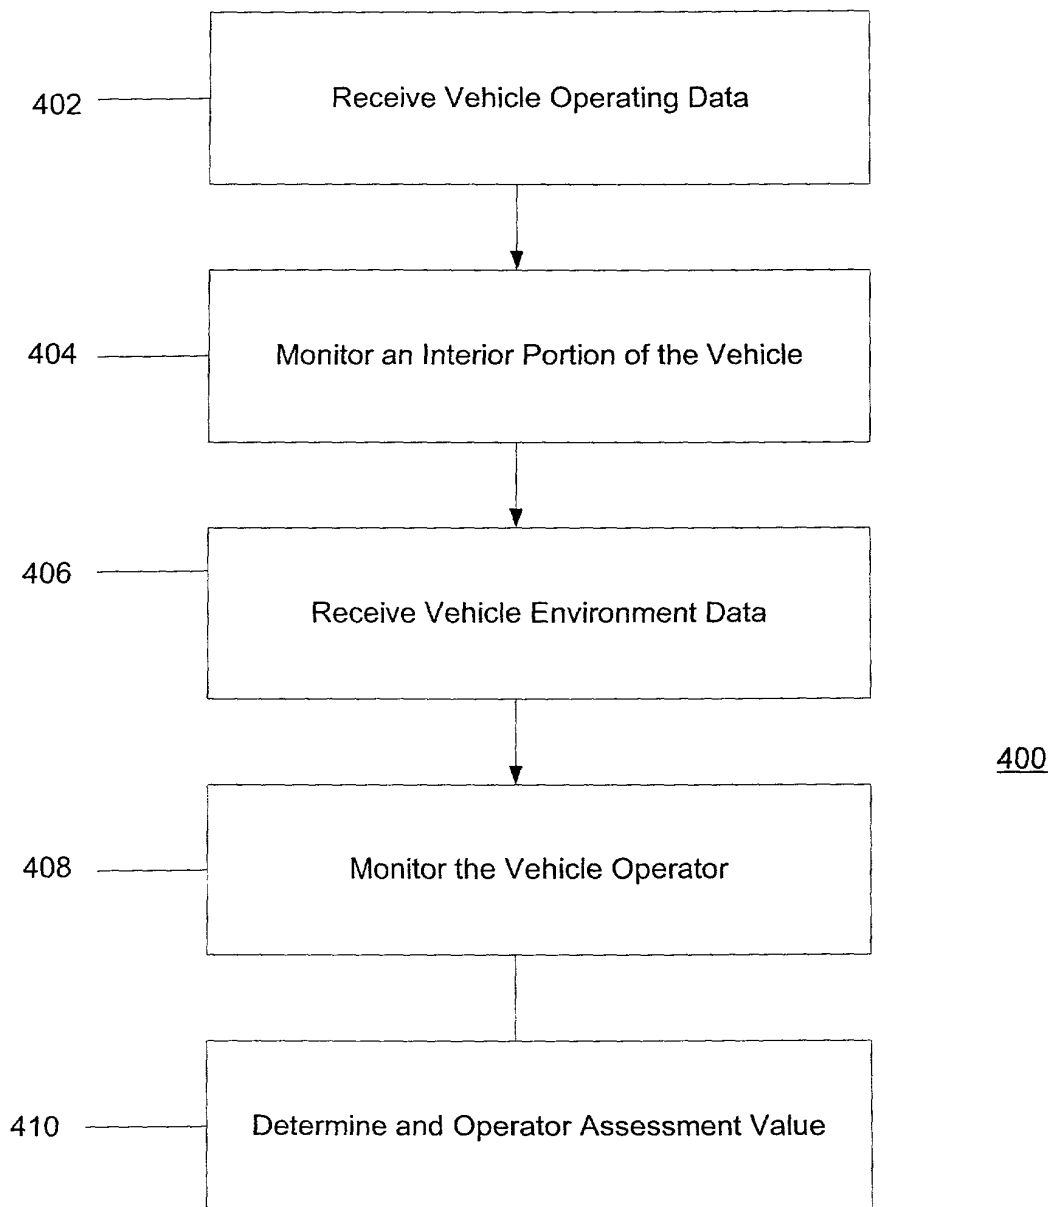 402
Receive Vehicle Operating Data
404
Monitor an Interior Portion of the Vehicle
406
Receive Vehicle Environment Data
400
408
Monitor the Vehicle Operator
410
Determine and Operator Assessment Value